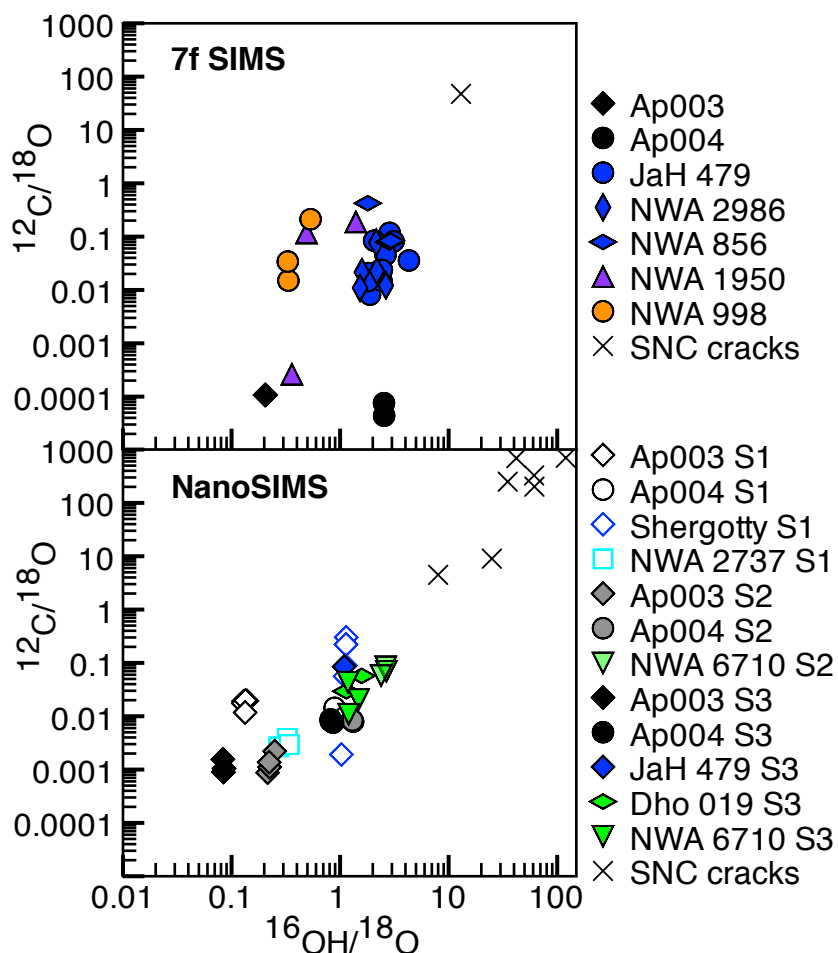 1000
100
10
1
0.1
0.01
0.001
0.0001
12C/18O
7f SIMS
Ap003
Ap004
JaH 479
NWA 2986
NWA 856
NWA 1950
NWA 998
SNC cracks
1000
100
10
1
0.1
0.01
0.001
0.0001
12C/18O
NanoSIMS
0.01 0.1 1 10 100
16OH/18O
Ap003 S1
Ap004 S1
Shergotty S1
NWA 2737 S1
Ap003 S2
Ap004 S2
NWA 6710 S2
Ap003 S3
Ap004 S3
JaH 479 S3
Dho 019 S3
NWA 6710 S3
SNC cracks